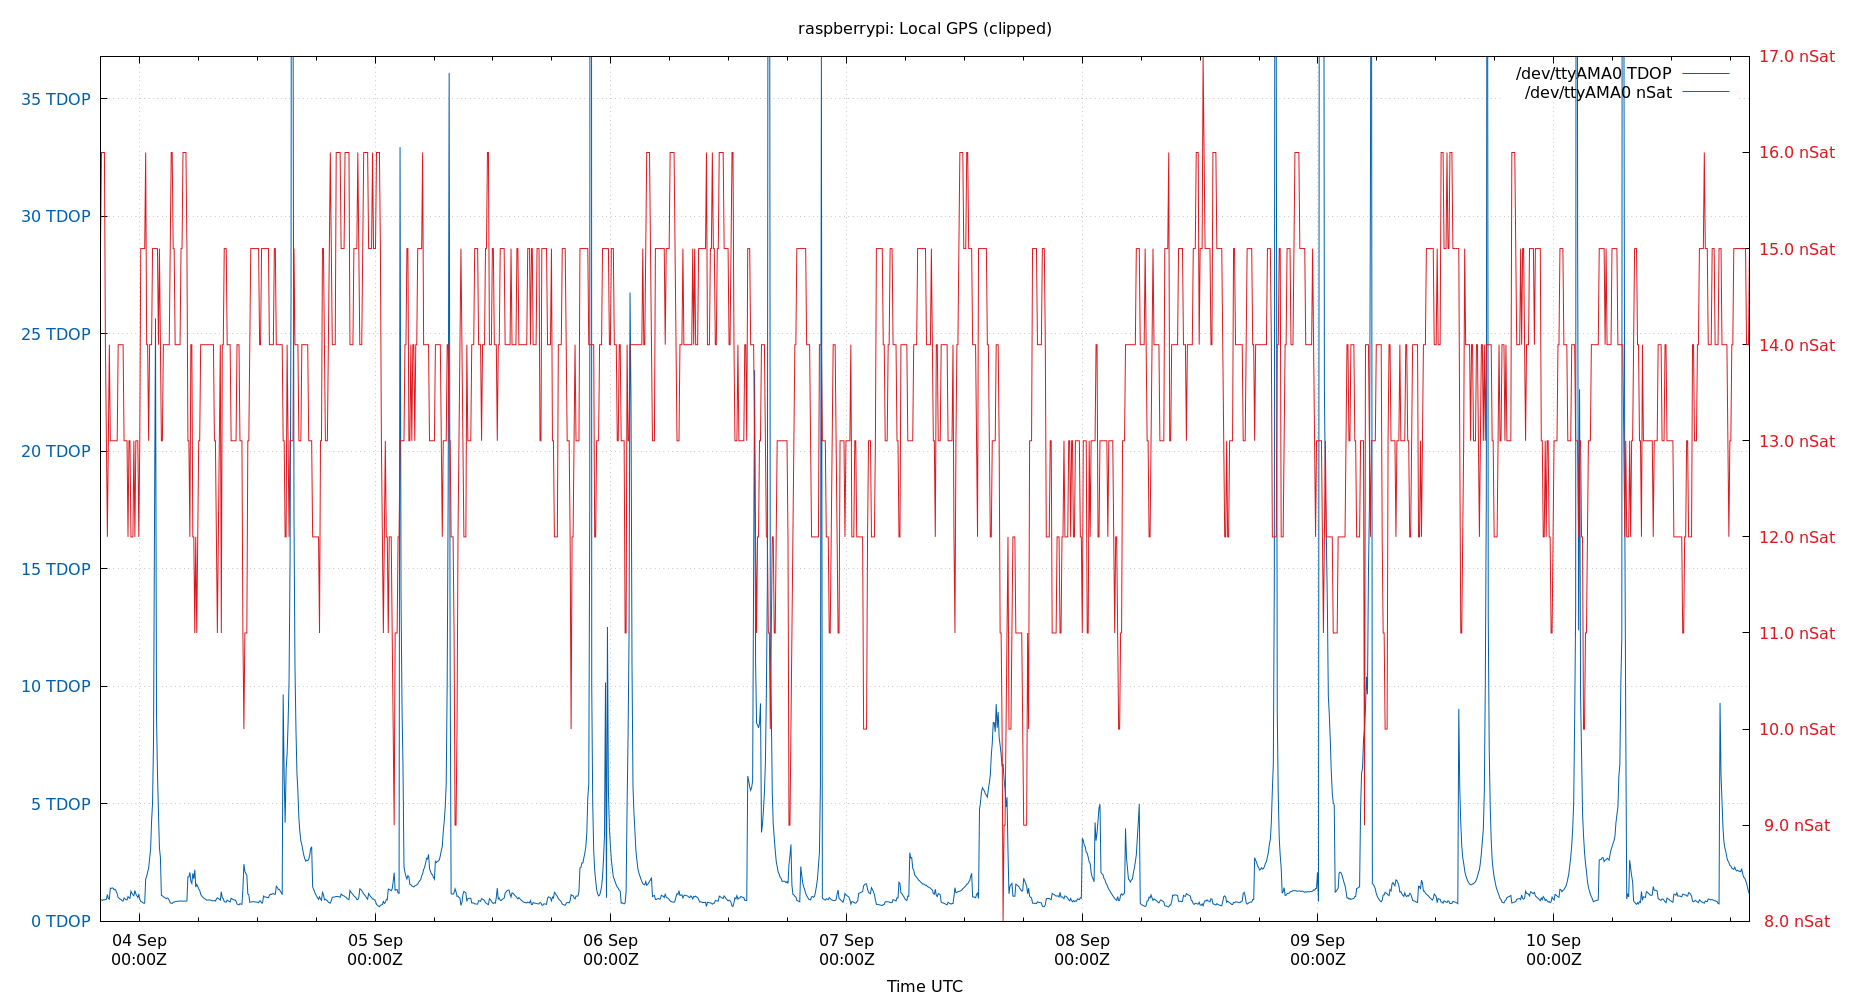 raspberrypi: Local GPS (clipped)
17.0 nSat
/dev/ttyAMA0 TDOP
/dev/ttyAMA0 nSat
35 TDOP
16.0 nSat
30 TDOP
15.0 nSat
25 TDOP
14.0 nSat
20 TDOP
13.0 nSat
12.0 nSat
15 TDOP
11.0 nSat
10 TDOP
10.0 nSat
5 TDOP
9.0 nSat
0 TDOP
8.0 nSat
04 Sep 05 Sep 06 Sep 07 Sep 08 Sep 09 Sep 10 Sep
00:00Z 00:00Z 00:00Z 00:00Z 00:00Z 00:00Z 00:00Z
Time UTC